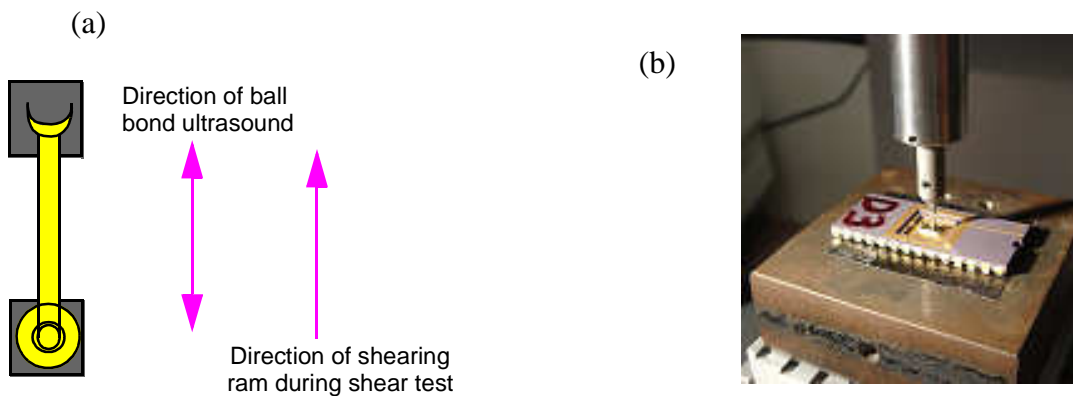 (a)
Direction of ball
bond ultrasound
(b)
D3
Direction of shearing
ram during shear test